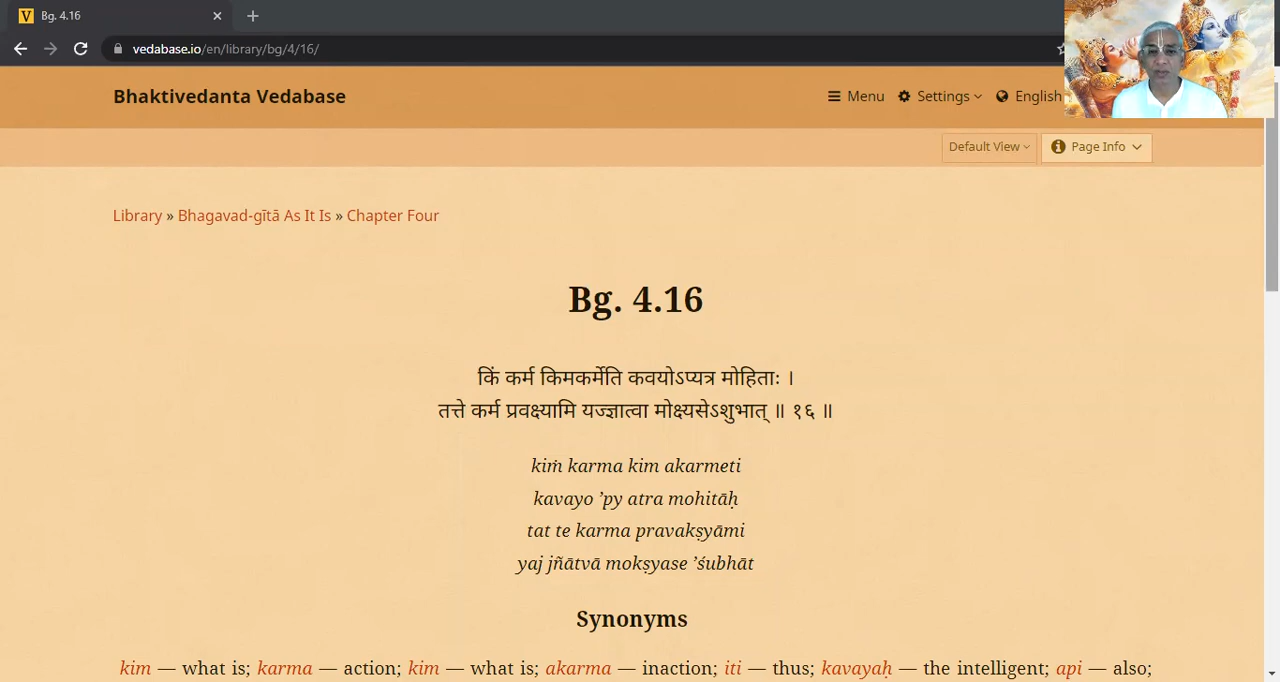 Bg. 4.16
vedabase.io/en/library/bg/4/16/
Bhaktivedanta Vedabase
Menu
Settings
English
Default View
Page Info
Library » Bhagavad-gītā As It Is » Chapter Four
Bg. 4.16
किं कर्म किमकर्मेति कवयोऽप्यत्र मोहिताः ।
तत्ते कर्म प्रवक्ष्यामि यज्ज्ञात्वा मोक्ष्यसेऽशुभात् ॥ १६ ॥
kiṁ karma kim akarmeti
kavayo ’py atra mohitāḥ
tat te karma pravakṣyāmi
yaj jñātvā mokṣyase ’śubhāt
Synonyms
kim — what is; karma — action; kim — what is; akarma — inaction; iti — thus; kavayaḥ — the intelligent; api — also;